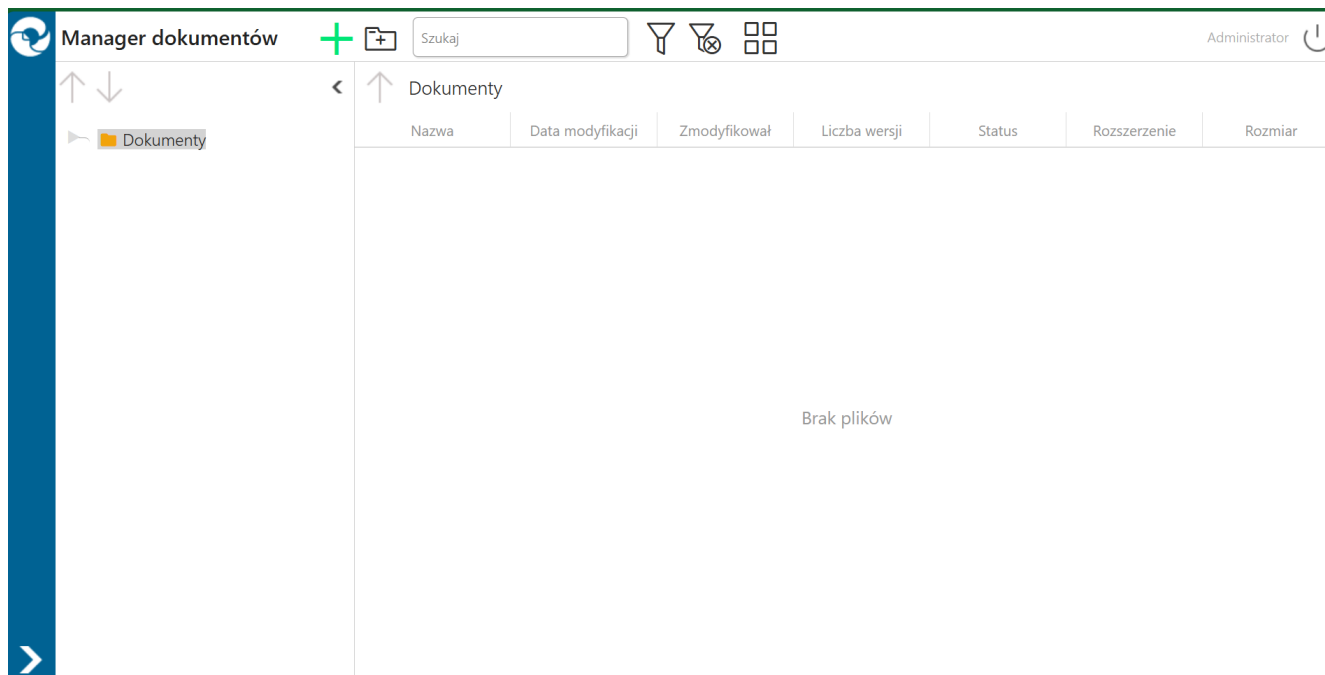 Manager dokumentów
Szukaj
Administrator
Dokumenty
Dokumenty
Nazwa Data modyfikacji Zmodyfikował Liczba wersji Status Rozszerzenie Rozmiar
Brak plików